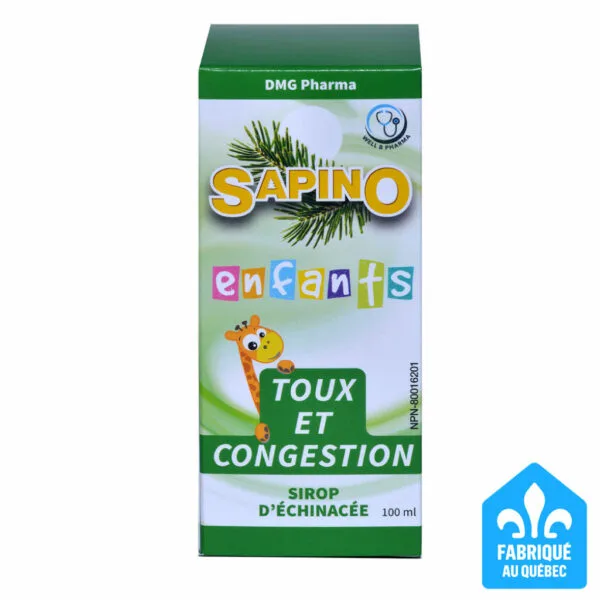 DMG Pharma
WELL B PHARMA
SAPINO
enfants
TOUX
ET
CONGESTION
SIROP
D'ÉCHINACÉE
100 ml
NPN-80016201
FABRIQUÉ
AU QUÉBEC